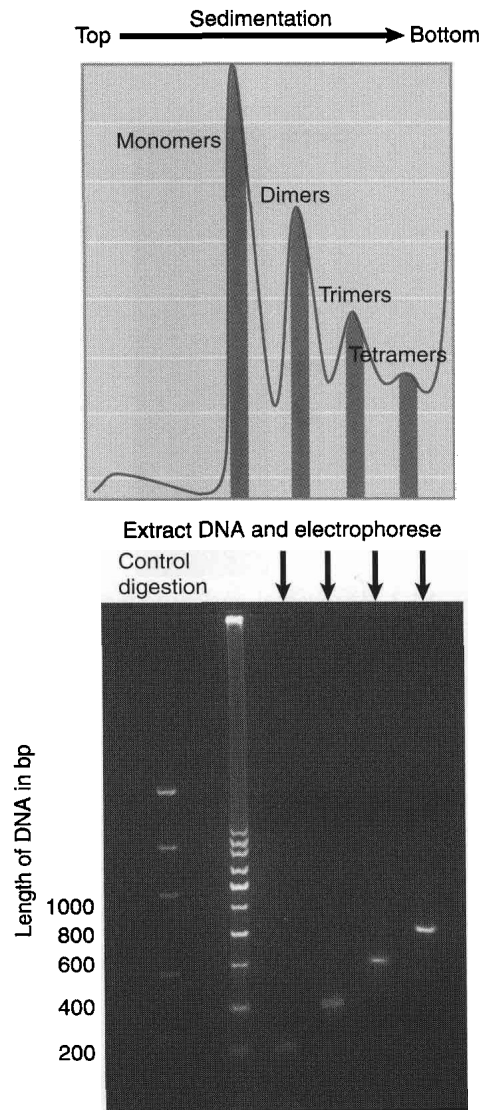 Sedimentation
Top Bottom
Monomers
Dimers
Trimers
Tetramers
Extract DNA and electrophorese
Control
digestion
Length of DNA in bp
1000
800
600
400
200